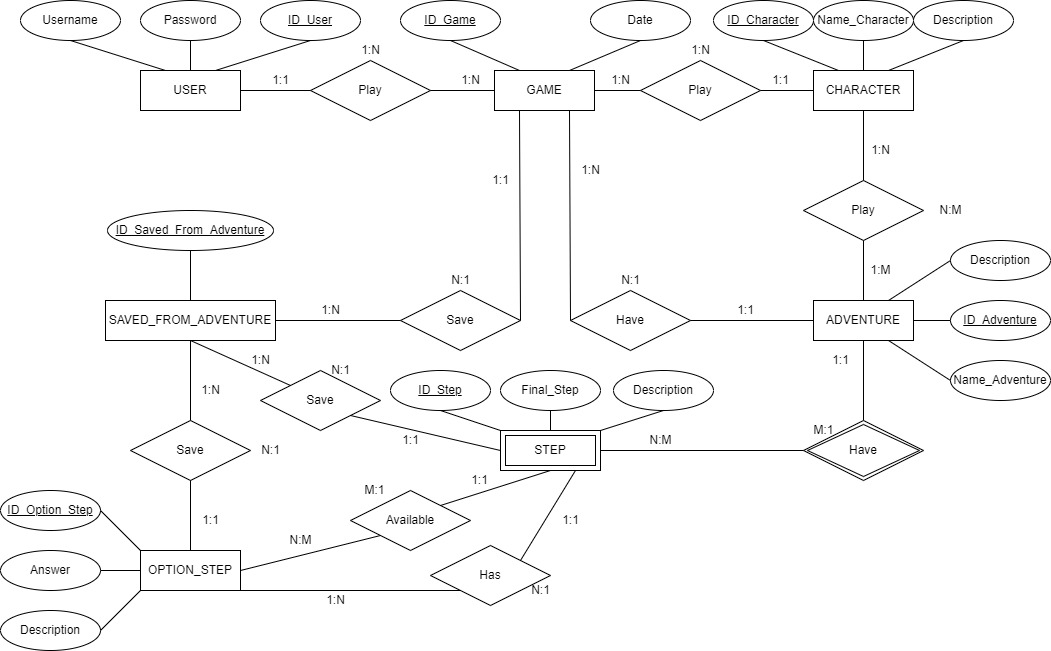 Username
Password
ID_User
ID_Game
Date
ID_Character
Name_Character
Description
1:N
1:N
USER
1:1
Play
1:N
GAME
1:N
Play
1:1
CHARACTER
1:N
1:1
1:N
Play
N:M
ID_Saved_From_Adventure
Description
1:M
N:1
N:1
SAVED_FROM_ADVENTURE
1:N
Save
Have
1:1
ADVENTURE
ID_Adventure
1:N
N:1
1:1
Name_Adventure
1:N
Save
ID_Step
Final_Step
Description
M:1
1:1
N:M
Save
N:1
STEP
Have
1:1
M:1
ID_Option_Step
1:1
Available
1:1
N:M
Answer
OPTION_STEP
Has
N:1
1:N
Description